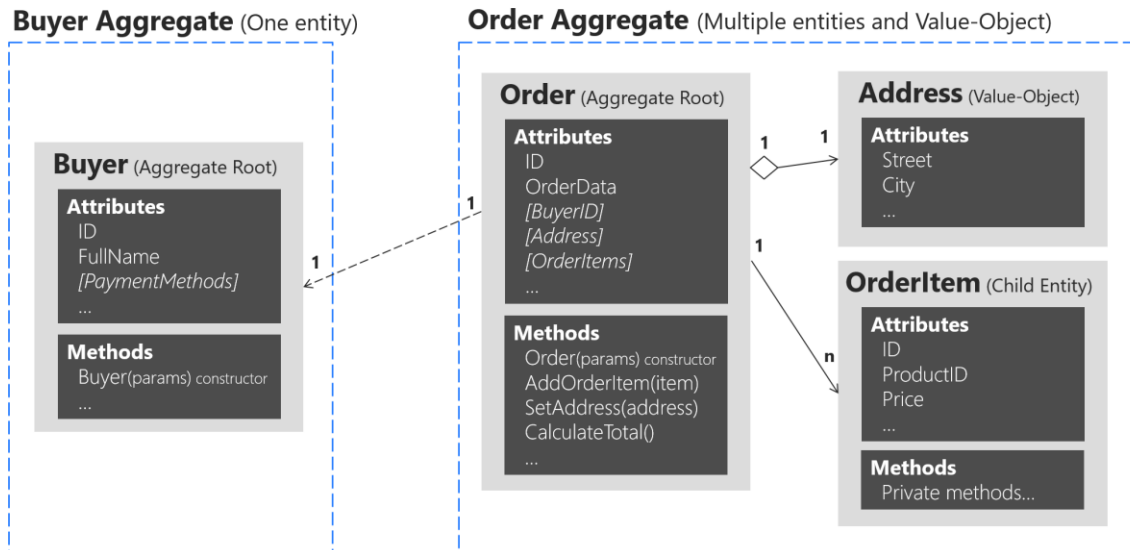 Buyer Aggregate (One entity)
Buyer (Aggregate Root)
Attributes
ID
FullName
[PaymentMethods]
...
Methods
Buyer(params) constructor
...
1
1
Order Aggregate (Multiple entities and Value-Object)
Order (Aggregate Root)
Attributes
ID
OrderData
[BuyerID]
[Address]
[OrderItems]
...
Methods
Order(params) constructor
AddOrderItem(item)
SetAddress(address)
CalculateTotal()
...
1
1
Address (Value-Object)
Attributes
Street
City
...
1
n
OrderItem (Child Entity)
Attributes
ID
ProductID
Price
...
Methods
Private methods...